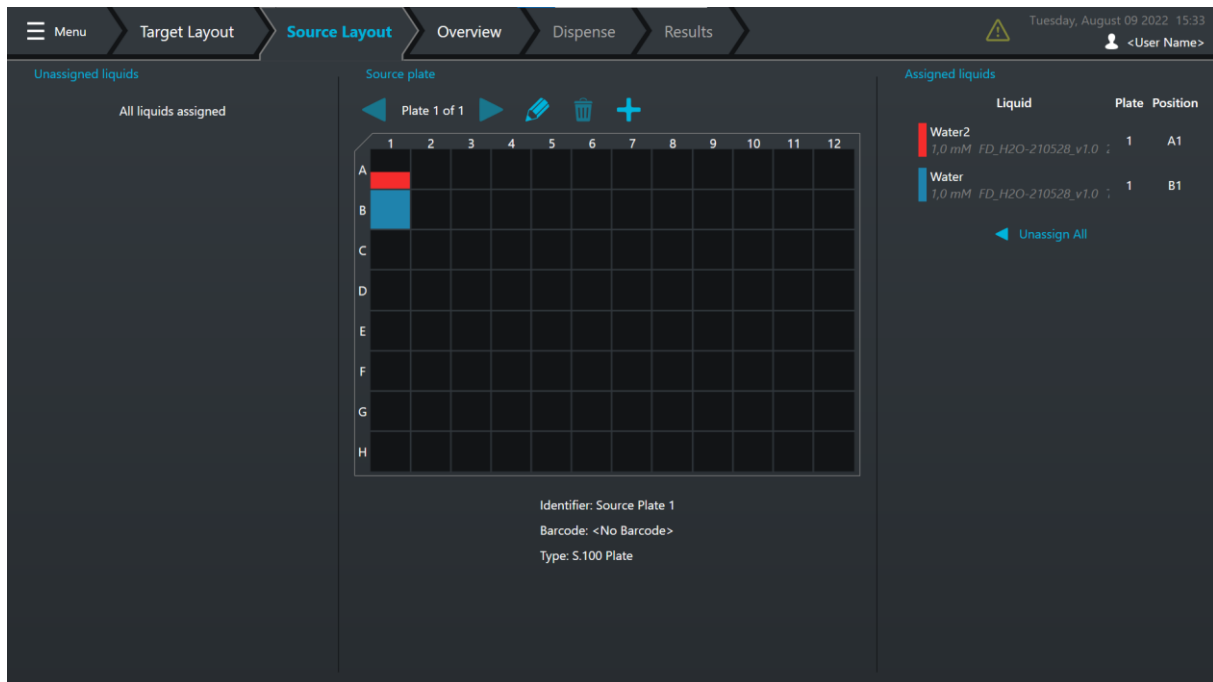 Menu
Target Layout
Source Layout
Overview
Dispense
Results
Tuesday, August 09 2022 15:33
<User Name>
Unassigned liquids
All liquids assigned
Source plate
Plate 1 of 1
1 2 3 4 5 6 7 8 9 10 11 12
A
B
C
D
E
F
G
H
Identifier: Source Plate 1
Barcode: <No Barcode>
Type: S.100 Plate
Assigned liquids
Liquid Plate Position
Water2
1,0 mM FD_H2O-210528_v1.0
1 A1
Water
1,0 mM FD_H2O-210528_v1.0
1 B1
Unassign All